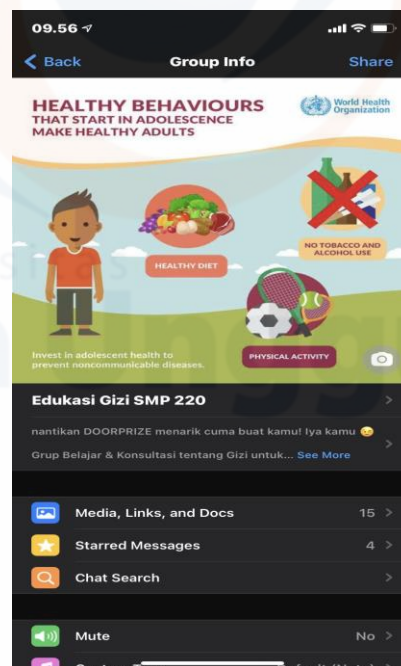 09.56
Back
Group Info
Share
HEALTHY BEHAVIOURS
THAT START IN ADOLESCENCE
MAKE HEALTHY ADULTS
World Health
Organization
HEALTHY DIET
NO TOBACCO AND
ALCOHOL USE
PHYSICAL ACTIVITY
Invest in adolescent health to
prevent noncommunicable diseases.
Edukasi Gizi SMP 220
nantikan DOORPRIZE menarik cuma buat kamu! Iya kamu 😉
Grup Belajar & Konsultasi tentang Gizi untuk... See More
Media, Links, and Docs 15
Starred Messages 4
Chat Search
Mute No